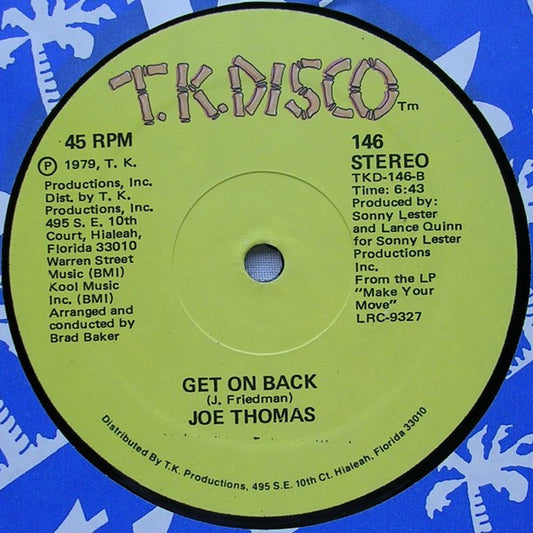 T.K.DISCO
Tm
45 RPM
Ⓟ 1979, T. K.
Productions, Inc.
Dist. by T. K.
Productions, Inc.
495 S. E. 10th
Court, Hialeah,
Florida 33010
Warren Street
Music (BMI)
Kool Music
Inc. (BMI)
Arranged and
conducted by
Brad Baker
146
STEREO
TKD-146-B
Time: 6:43
Produced by:
Sonny Lester
and Lance Quinn
for Sonny Lester
Productions
Inc.
From the LP
"Make Your
Move"
LRC-9327
GET ON BACK
(J. Friedman)
JOE THOMAS
Distributed By T.K. Productions, 495 S.E. 10th Ct. Hialeah, Florida 33010